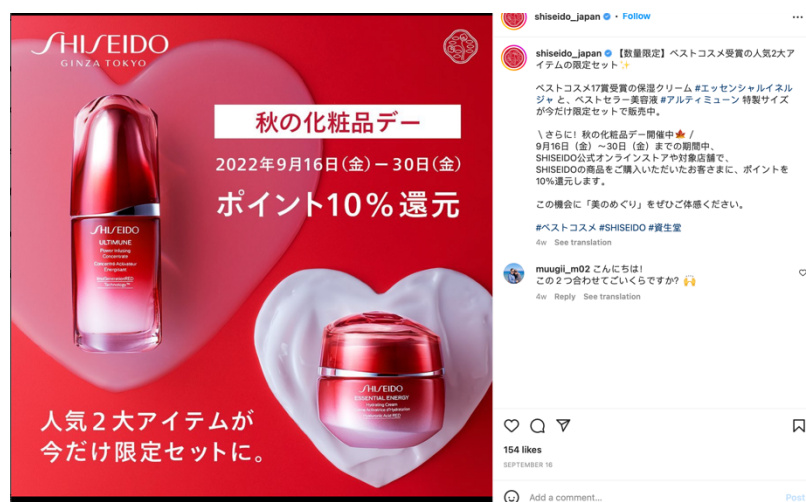 SHISEIDO
GINZA TOKYO
秋の化粧品デー
2022年9月16日(金)ー30日(金)
ポイント10%還元
SHISEIDO
ULTIMUNE
Power Infusing
Concentrate
Concentré Activateur
Energisant
SHISEIDO
ESSENTIAL ENERGY
Hydrating Cream
人気2大アイテムが
今だけ限定セットに。
shiseido_japan • Follow
shiseido_japan 【数量限定】ベストコスメ受賞の人気2大ア
イテムの限定セット✨
ベストコスメ17賞受賞の保湿クリーム #エッセンシャルイネル
ジャ と、ベストセラー美容液 #アルティミューン 特製サイズ
が今だけ限定セットで販売中。
\ さらに!秋の化粧品デー開催中🍁 /
9月16日(金)~30日(金)までの期間中、
SHISEIDO公式オンラインストアや対象店舗で、
SHISEIDOの商品をご購入いただいたお客さまに、ポイントを
10%還元します。
この機会に「美のめぐり」をぜひご体感ください。
#ベストコスメ #SHISEIDO #資生堂
4w See translation
muugii_m02 こんにちは!
この2つ合わせてごいくらですか? 🙌
4w Reply See translation
154 likes
SEPTEMBER 16
Add a comment...
Post